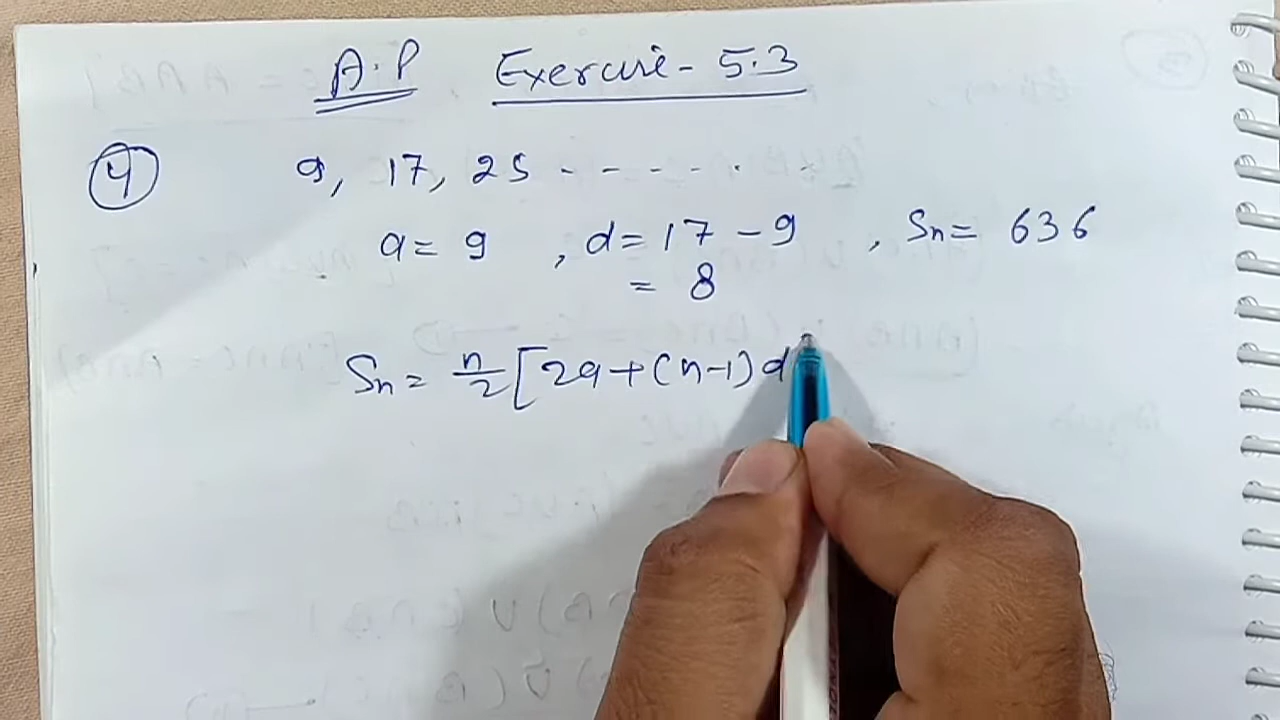 A.P Exercise - 5.3
4 9, 17, 25 - - - - - .
a = 9 , d = 17 - 9 , Sn = 636
= 8
Sn = n/2 [2a + (n-1) d